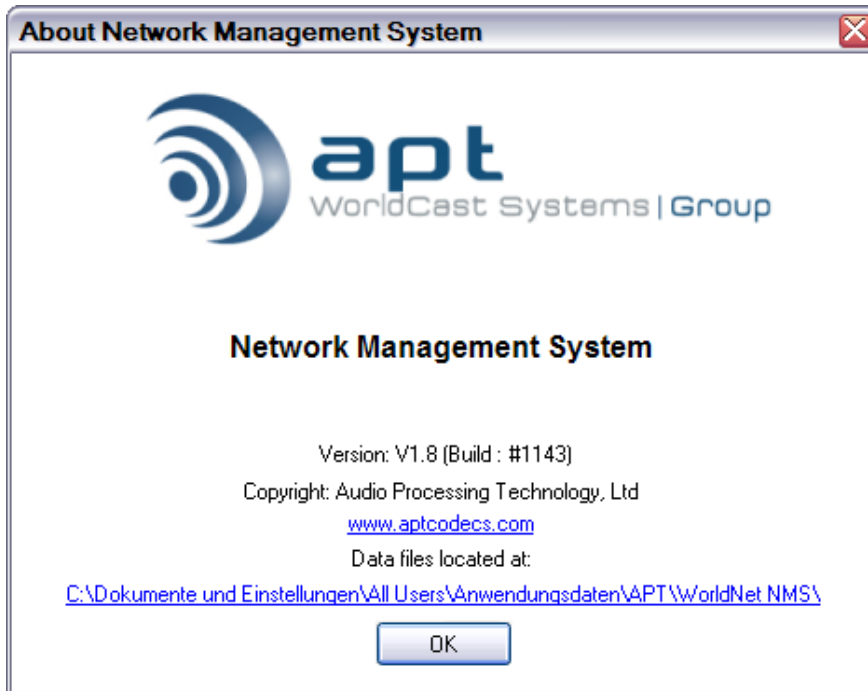 About Network Management System
apt
WorldCast Systems | Group
Network Management System
Version: V1.8 (Build : #1143)
Copyright: Audio Processing Technology, Ltd
www.aptcodecs.com
Data files located at:
C:\Dokumente und Einstellungen\All Users\Anwendungsdaten\APT\WorldNet NMS\
OK